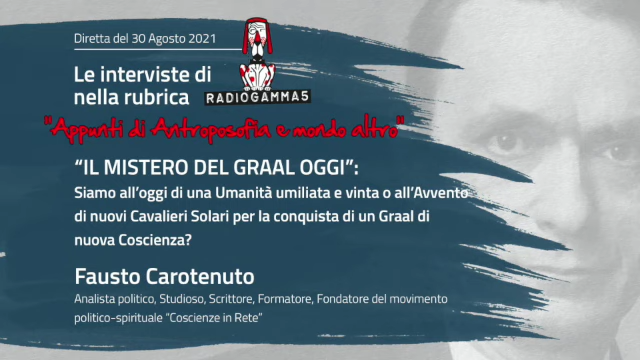 Diretta del 30 Agosto 2021
Le interviste di
nella rubrica
RADIOGAMMA5
"Appunti di Antroposofia e mondo altro"
“IL MISTERO DEL GRAAL OGGI”:
Siamo all’oggi di una Umanità umiliata e vinta o all’Avvento
di nuovi Cavalieri Solari per la conquista di un Graal di
nuova Coscienza?
Fausto Carotenuto
Analista politico, Studioso, Scrittore, Formatore, Fondatore del movimento
politico-spirituale “Coscienze in Rete”